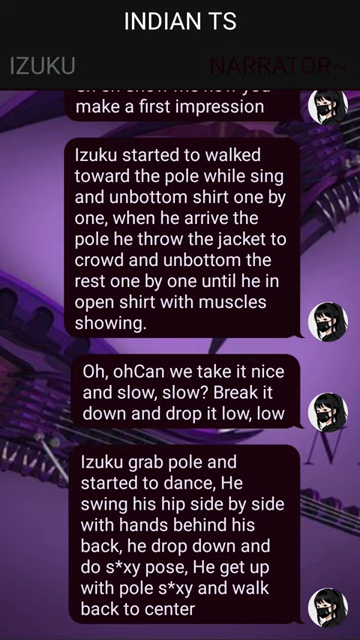 INDIAN TS
IZUKU
NARRATOR~
make a first impression
Izuku started to walked
toward the pole while sing
and unbottom shirt one by
one, when he arrive the
pole he throw the jacket to
crowd and unbottom the
rest one by one until he in
open shirt with muscles
showing.
Oh, ohCan we take it nice
and slow, slow? Break it
down and drop it low, low
Izuku grab pole and
started to dance, He
swing his hip side by side
with hands behind his
back, he drop down and
do s*xy pose, He get up
with pole s*xy and walk
back to center